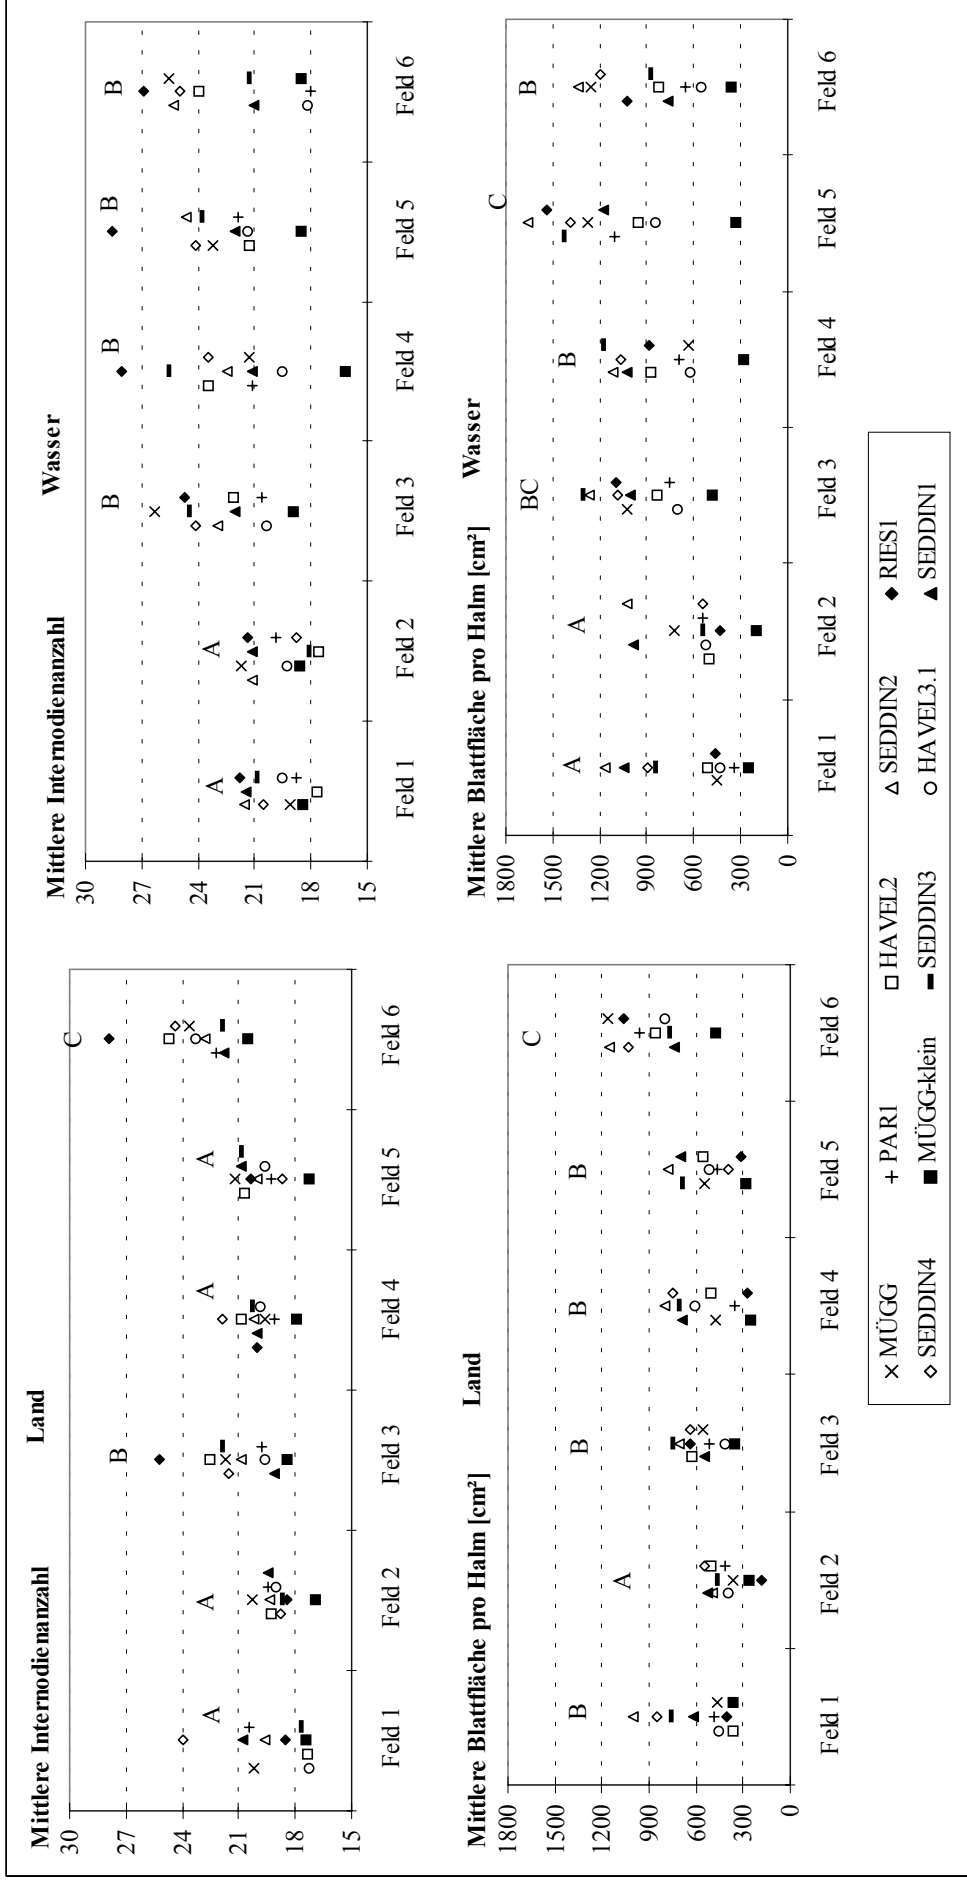 Mittlere Internodienanzahl Land
30
27
24
21
18
15
A
A
B
A
A
C
Feld 1 Feld 2 Feld 3 Feld 4 Feld 5 Feld 6
Mittlere Internodienanzahl Wasser
30
27
24
21
18
15
A
A
B
B
B
B
Feld 1 Feld 2 Feld 3 Feld 4 Feld 5 Feld 6
Mittlere Blattfläche pro Halm [cm²] Land
1800
1500
1200
900
600
300
0
B
A
B
B
B
C
Feld 1 Feld 2 Feld 3 Feld 4 Feld 5 Feld 6
Mittlere Blattfläche pro Halm [cm²] Wasser
1800
1500
1200
900
600
300
0
A
A
BC
B
C
B
Feld 1 Feld 2 Feld 3 Feld 4 Feld 5 Feld 6
MÜGG PAR1 HAVEL2 SEDDIN2 RIES1
SEDDIN4 MÜGG-klein SEDDIN3 HAVEL3.1 SEDDIN1